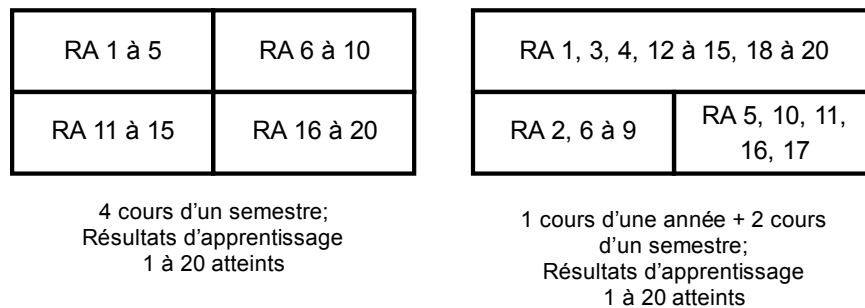 RA 1 à 5
RA 6 à 10
RA 11 à 15
RA 16 à 20
4 cours d’un semestre;
Résultats d’apprentissage
1 à 20 atteints
RA 1, 3, 4, 12 à 15, 18 à 20
RA 2, 6 à 9
RA 5, 10, 11,
16, 17
1 cours d’une année + 2 cours
d’un semestre;
Résultats d’apprentissage
1 à 20 atteints